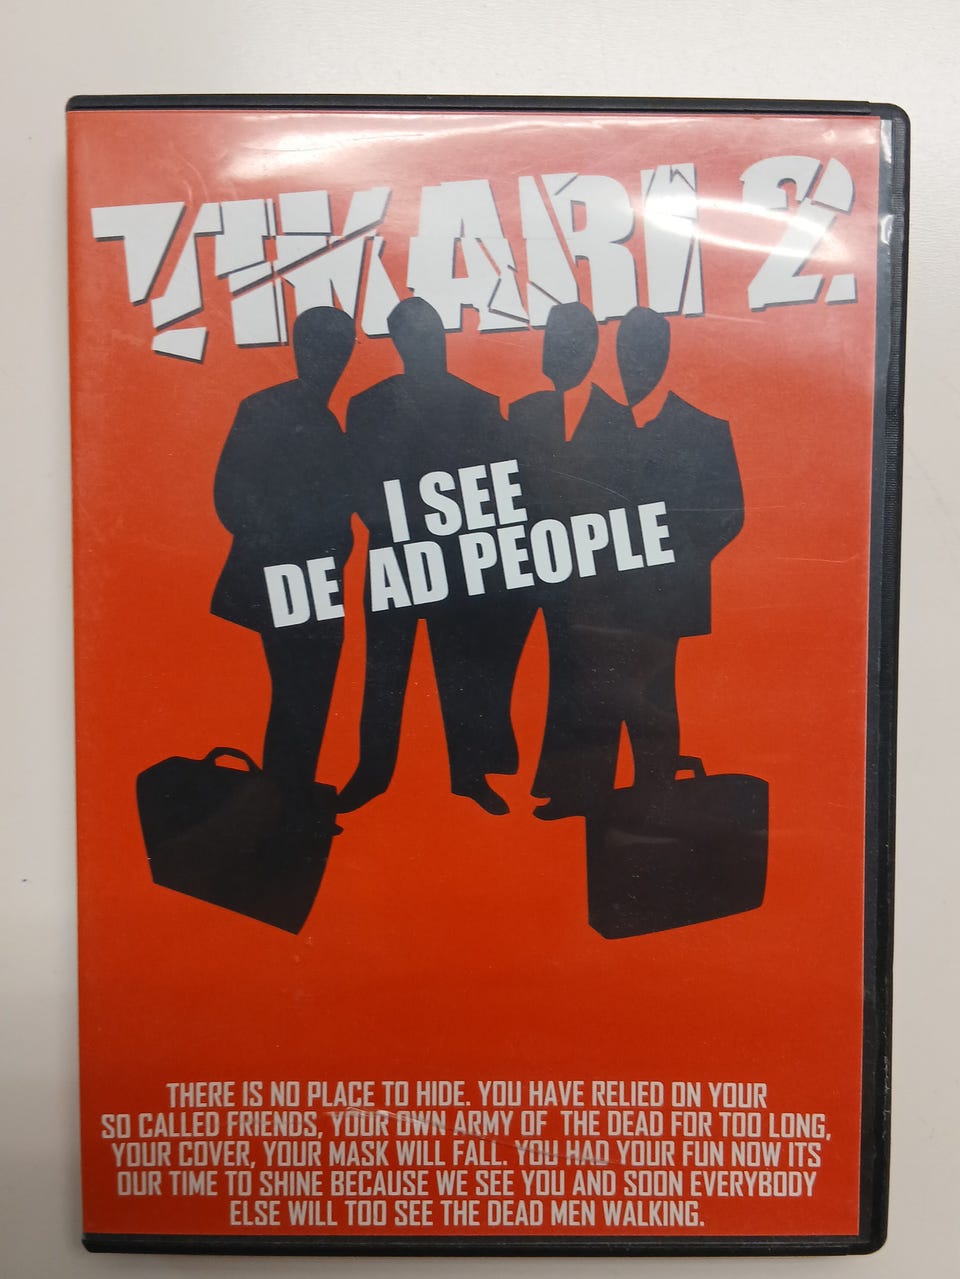 TIKARI 2.
I SEE
DEAD PEOPLE
THERE IS NO PLACE TO HIDE. YOU HAVE RELIED ON YOUR
SO CALLED FRIENDS, YOUR OWN ARMY OF THE DEAD FOR TOO LONG,
YOUR COVER, YOUR MASK WILL FALL. YOU HAD YOUR FUN NOW ITS
OUR TIME TO SHINE BECAUSE WE SEE YOU AND SOON EVERYBODY
ELSE WILL TOO SEE THE DEAD MEN WALKING.